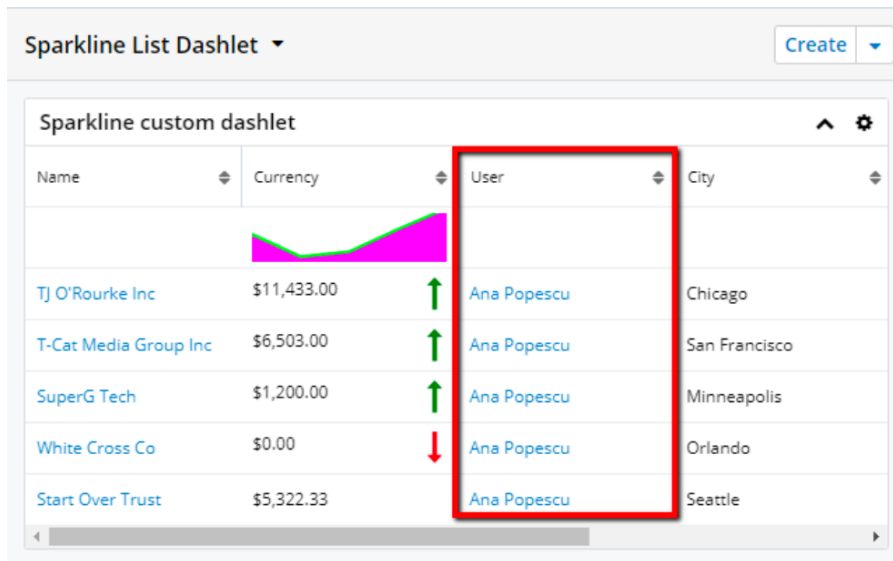 Sparkline List Dashlet Create
Sparkline custom dashlet
Name Currency User City
TJ O'Rourke Inc $11,433.00 Ana Popescu Chicago
T-Cat Media Group Inc $6,503.00 Ana Popescu San Francisco
SuperG Tech $1,200.00 Ana Popescu Minneapolis
White Cross Co $0.00 Ana Popescu Orlando
Start Over Trust $5,322.33 Ana Popescu Seattle